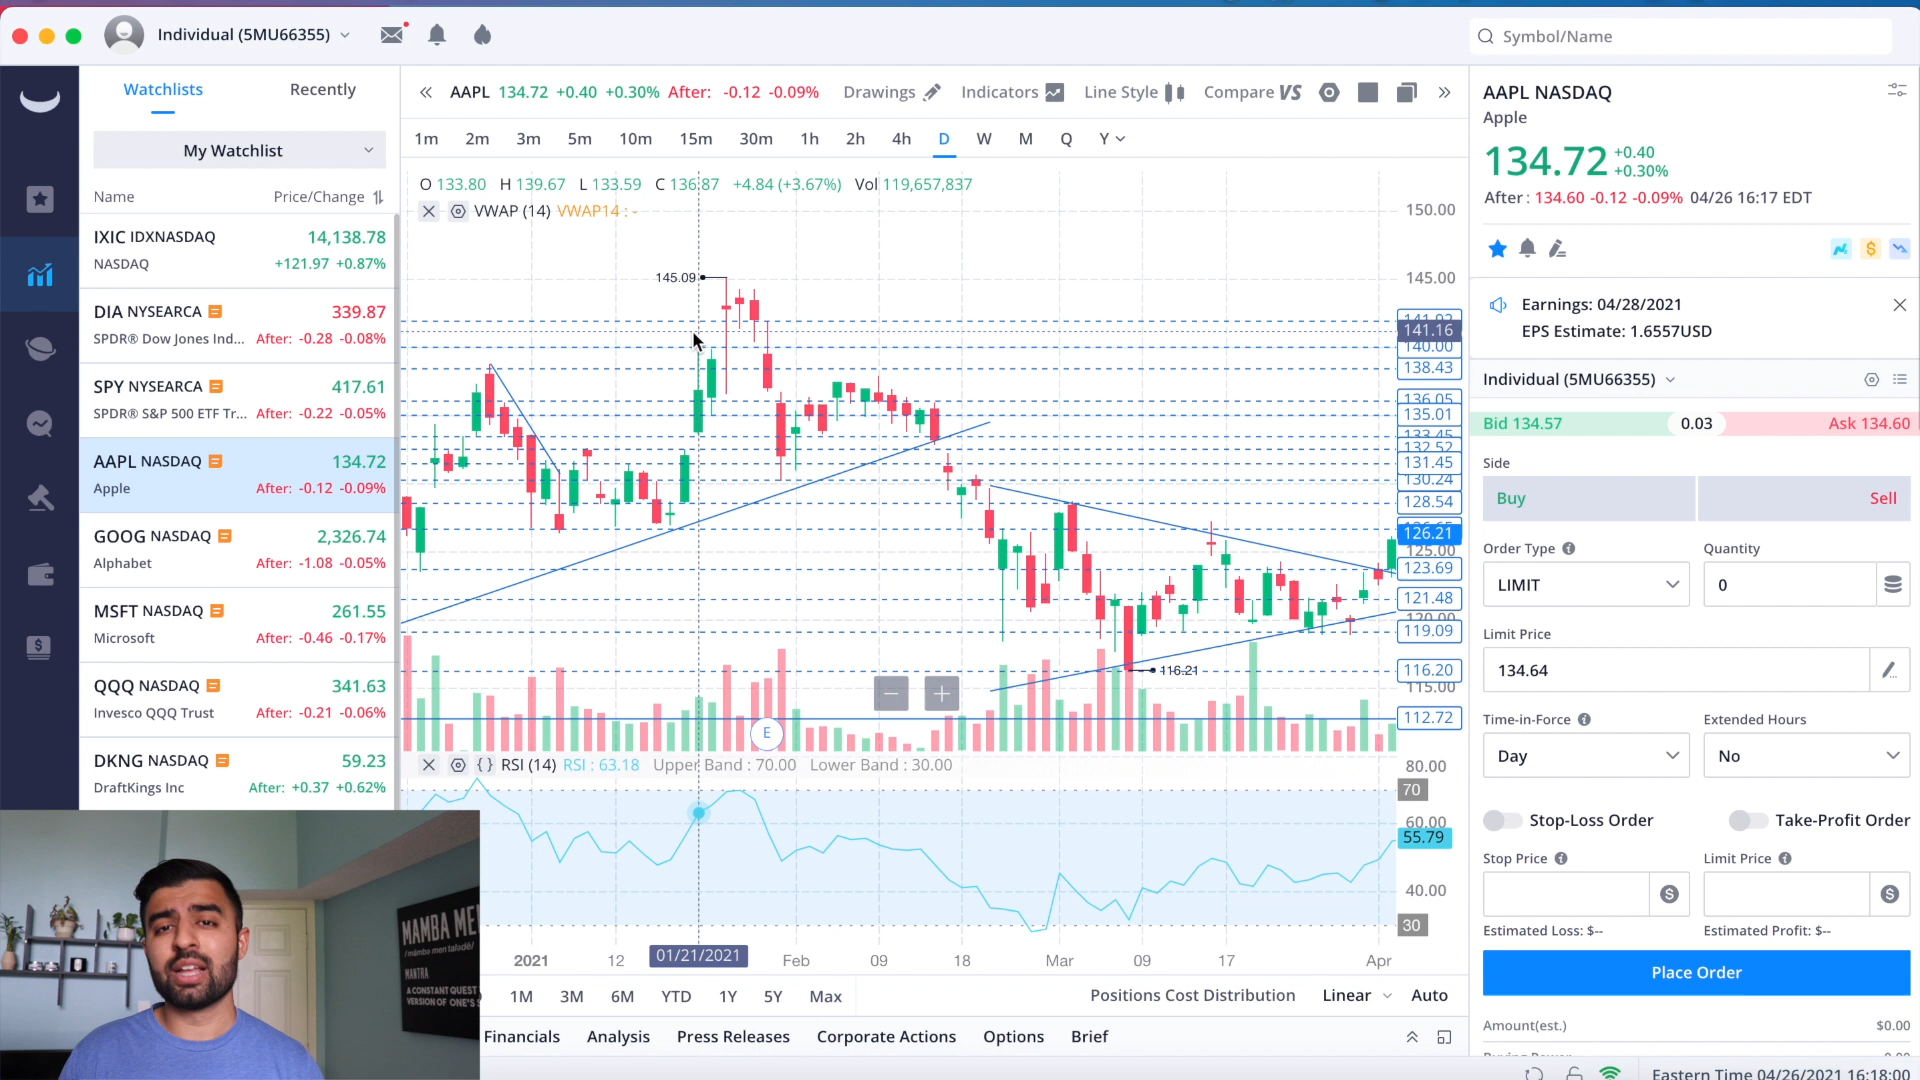 Individual (5MU66355)
Symbol/Name
Watchlists Recently
My Watchlist
Name Price/Change
IXIC IDXNASDAQ 14,138.78
NASDAQ +121.97 +0.87%
DIA NYSEARCA 339.87
SPDR® Dow Jones Ind... After: -0.28 -0.08%
SPY NYSEARCA 417.61
SPDR® S&P 500 ETF Tr... After: -0.22 -0.05%
AAPL NASDAQ 134.72
Apple After: -0.12 -0.09%
GOOG NASDAQ 2,326.74
Alphabet After: -1.08 -0.05%
MSFT NASDAQ 261.55
Microsoft After: -0.46 -0.17%
QQQ NASDAQ 341.63
Invesco QQQ Trust After: -0.21 -0.06%
DKNG NASDAQ 59.23
DraftKings Inc After: +0.37 +0.62%
AAPL 134.72 +0.40 +0.30% After: -0.12 -0.09% Drawings Indicators Line Style Compare VS
1m 2m 3m 5m 10m 15m 30m 1h 2h 4h D W M Q Y
O 133.80 H 139.67 L 133.59 C 136.87 +4.84 (+3.67%) Vol 119,657,837
VWAP (14) VWAP14 : -
150.00
145.09
145.00
141.16
140.00
138.43
136.05
135.01
132.52
131.45
130.24
128.54
126.21
125.00
123.69
121.48
119.09
116.21
116.20
115.00
112.72
E
{} RSI (14) RSI : 63.18 Upper Band : 70.00 Lower Band : 30.00
80.00
70
60.00
55.79
40.00
30
2021 12 01/21/2021 Feb 09 18 Mar 09 17 Apr
1M 3M 6M YTD 1Y 5Y Max Positions Cost Distribution Linear Auto
Financials Analysis Press Releases Corporate Actions Options Brief
AAPL NASDAQ
Apple
134.72 +0.40
+0.30%
After : 134.60 -0.12 -0.09% 04/26 16:17 EDT
Earnings: 04/28/2021
EPS Estimate: 1.6557USD
Individual (5MU66355)
Bid 134.57 0.03 Ask 134.60
Side
Buy Sell
Order Type Quantity
LIMIT 0
Limit Price
134.64
Time-in-Force Extended Hours
Day No
Stop-Loss Order Take-Profit Order
Stop Price Limit Price
Estimated Loss: $-- Estimated Profit: $--
Place Order
Amount(est.) $0.00
Eastern Time 04/26/2021 16:18:00
MAMBA ME
MANTRA
A CONSTANT QUEST
VERSION OF ONE'S